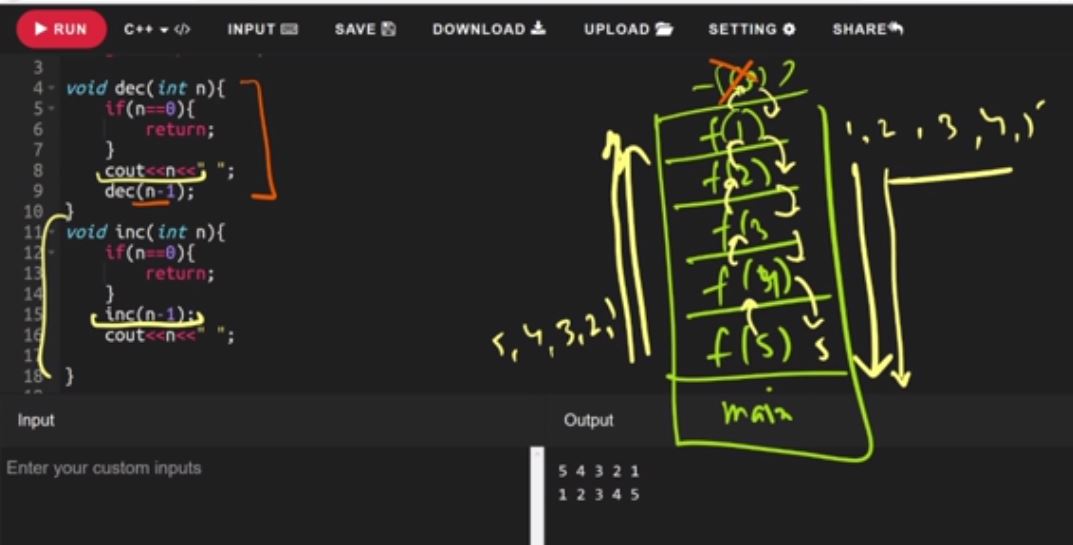 RUN C++ </> INPUT SAVE DOWNLOAD UPLOAD SETTING SHARE
3
4 void dec(int n){
5 if(n==0){
6 return;
7 }
8 cout<<n<<" ";
9 dec(n-1);
10 }
11 void inc(int n){
12 if(n==0){
13 return;
14 }
15 inc(n-1);
16 cout<<n<<" ";
17
18 }
f(1)
f(2)
f(3
f(4)
f(5) 5
main
5,4,3,2,1
1,2,3,4,5
Input
Enter your custom inputs
Output
5 4 3 2 1
1 2 3 4 5